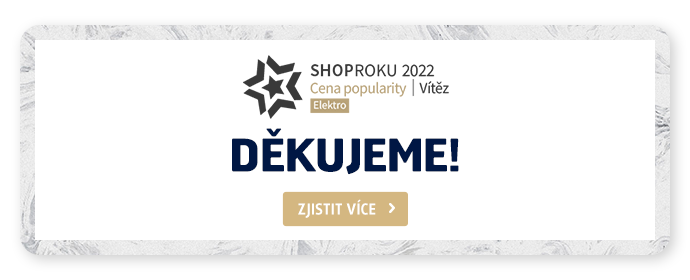 SHOPROKU 2022
Cena popularity | Vítěz
Elektro
DĚKUJEME!
ZJISTIT VÍCE >